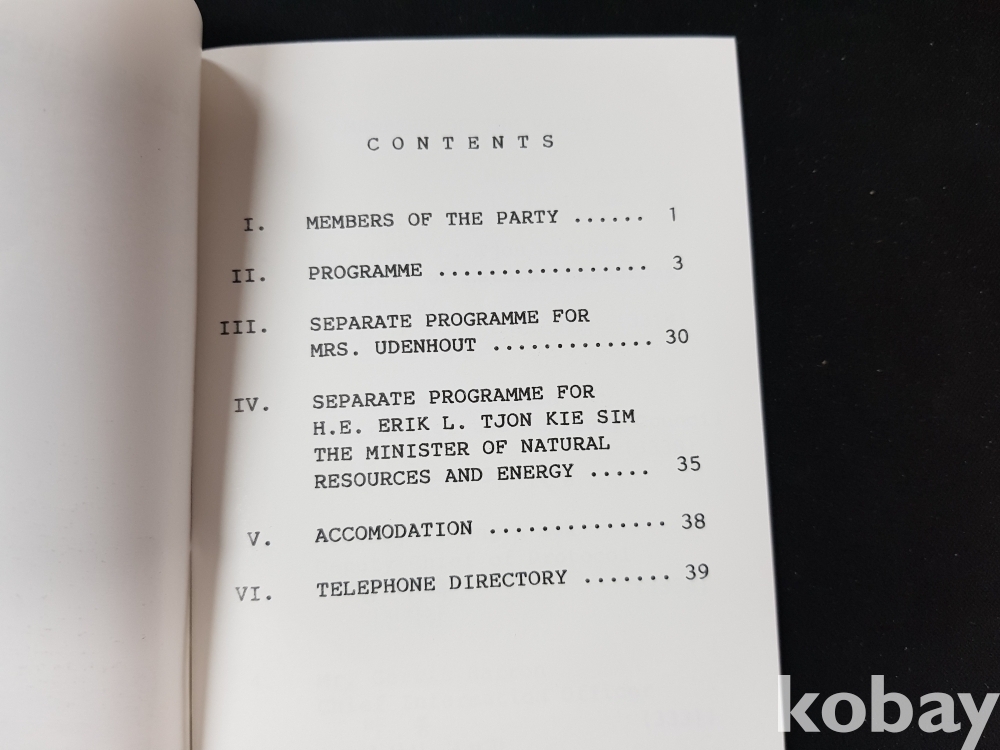 C O N T E N T S
I. MEMBERS OF THE PARTY ...... 1
II. PROGRAMME ................. 3
III. SEPARATE PROGRAMME FOR
MRS. UDENHOUT ............. 30
IV. SEPARATE PROGRAMME FOR
H.E. ERIK L. TJON KIE SIM
THE MINISTER OF NATURAL
RESOURCES AND ENERGY ..... 35
V. ACCOMODATION .............. 38
VI. TELEPHONE DIRECTORY ....... 39
kobay